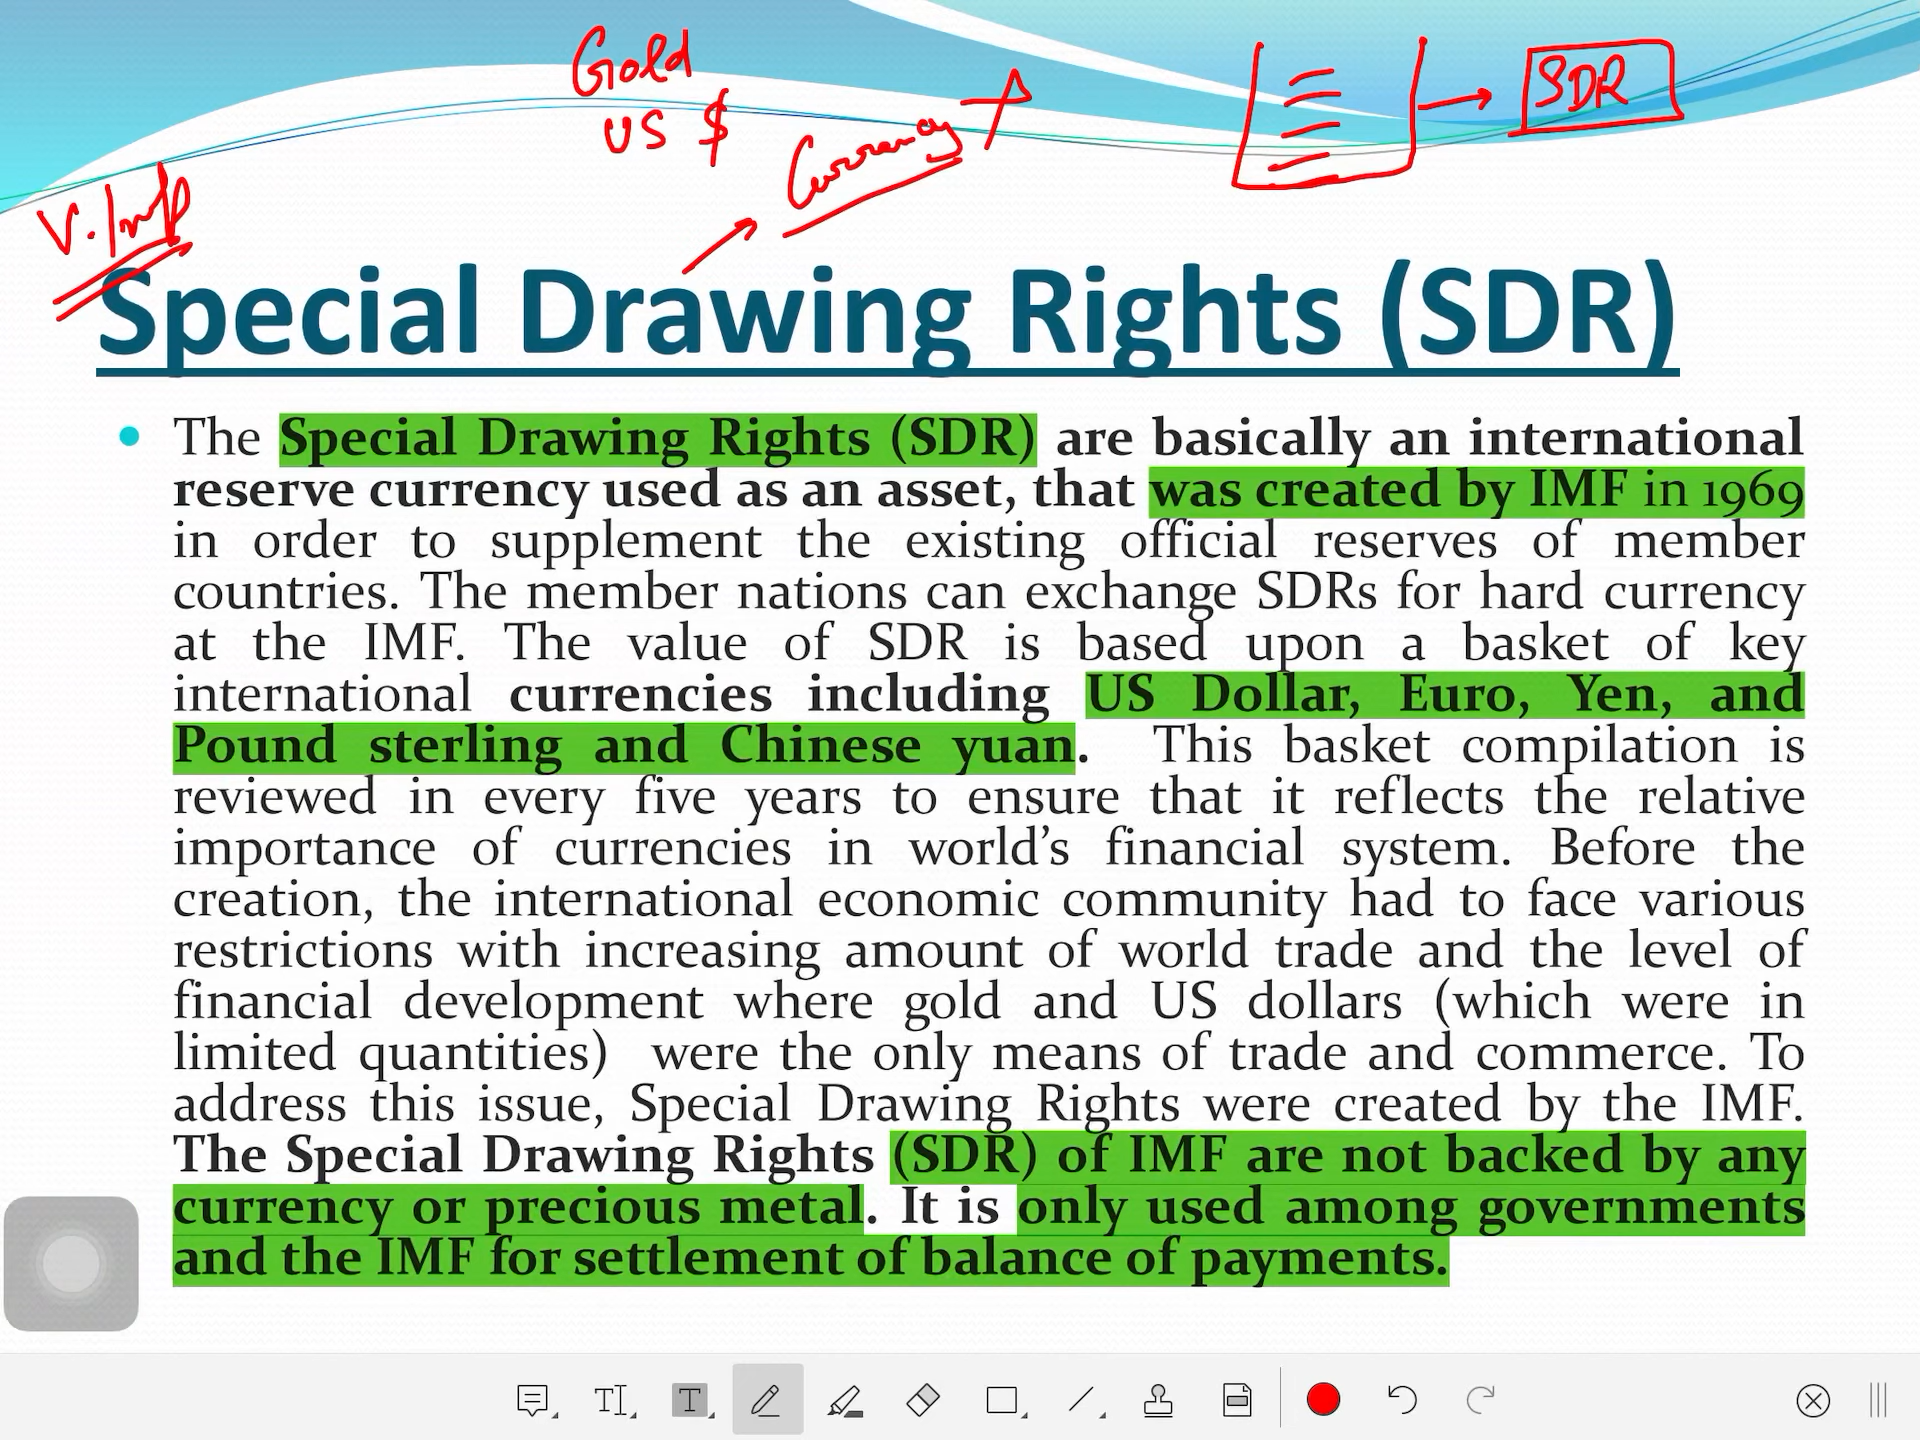 Gold
US $
Currency
SDR
V. Imp
Special Drawing Rights (SDR)
• The Special Drawing Rights (SDR) are basically an international
reserve currency used as an asset, that was created by IMF in 1969
in order to supplement the existing official reserves of member
countries. The member nations can exchange SDRs for hard currency
at the IMF. The value of SDR is based upon a basket of key
international currencies including US Dollar, Euro, Yen, and
Pound sterling and Chinese yuan. This basket compilation is
reviewed in every five years to ensure that it reflects the relative
importance of currencies in world’s financial system. Before the
creation, the international economic community had to face various
restrictions with increasing amount of world trade and the level of
financial development where gold and US dollars (which were in
limited quantities) were the only means of trade and commerce. To
address this issue, Special Drawing Rights were created by the IMF.
The Special Drawing Rights (SDR) of IMF are not backed by any
currency or precious metal. It is only used among governments
and the IMF for settlement of balance of payments.